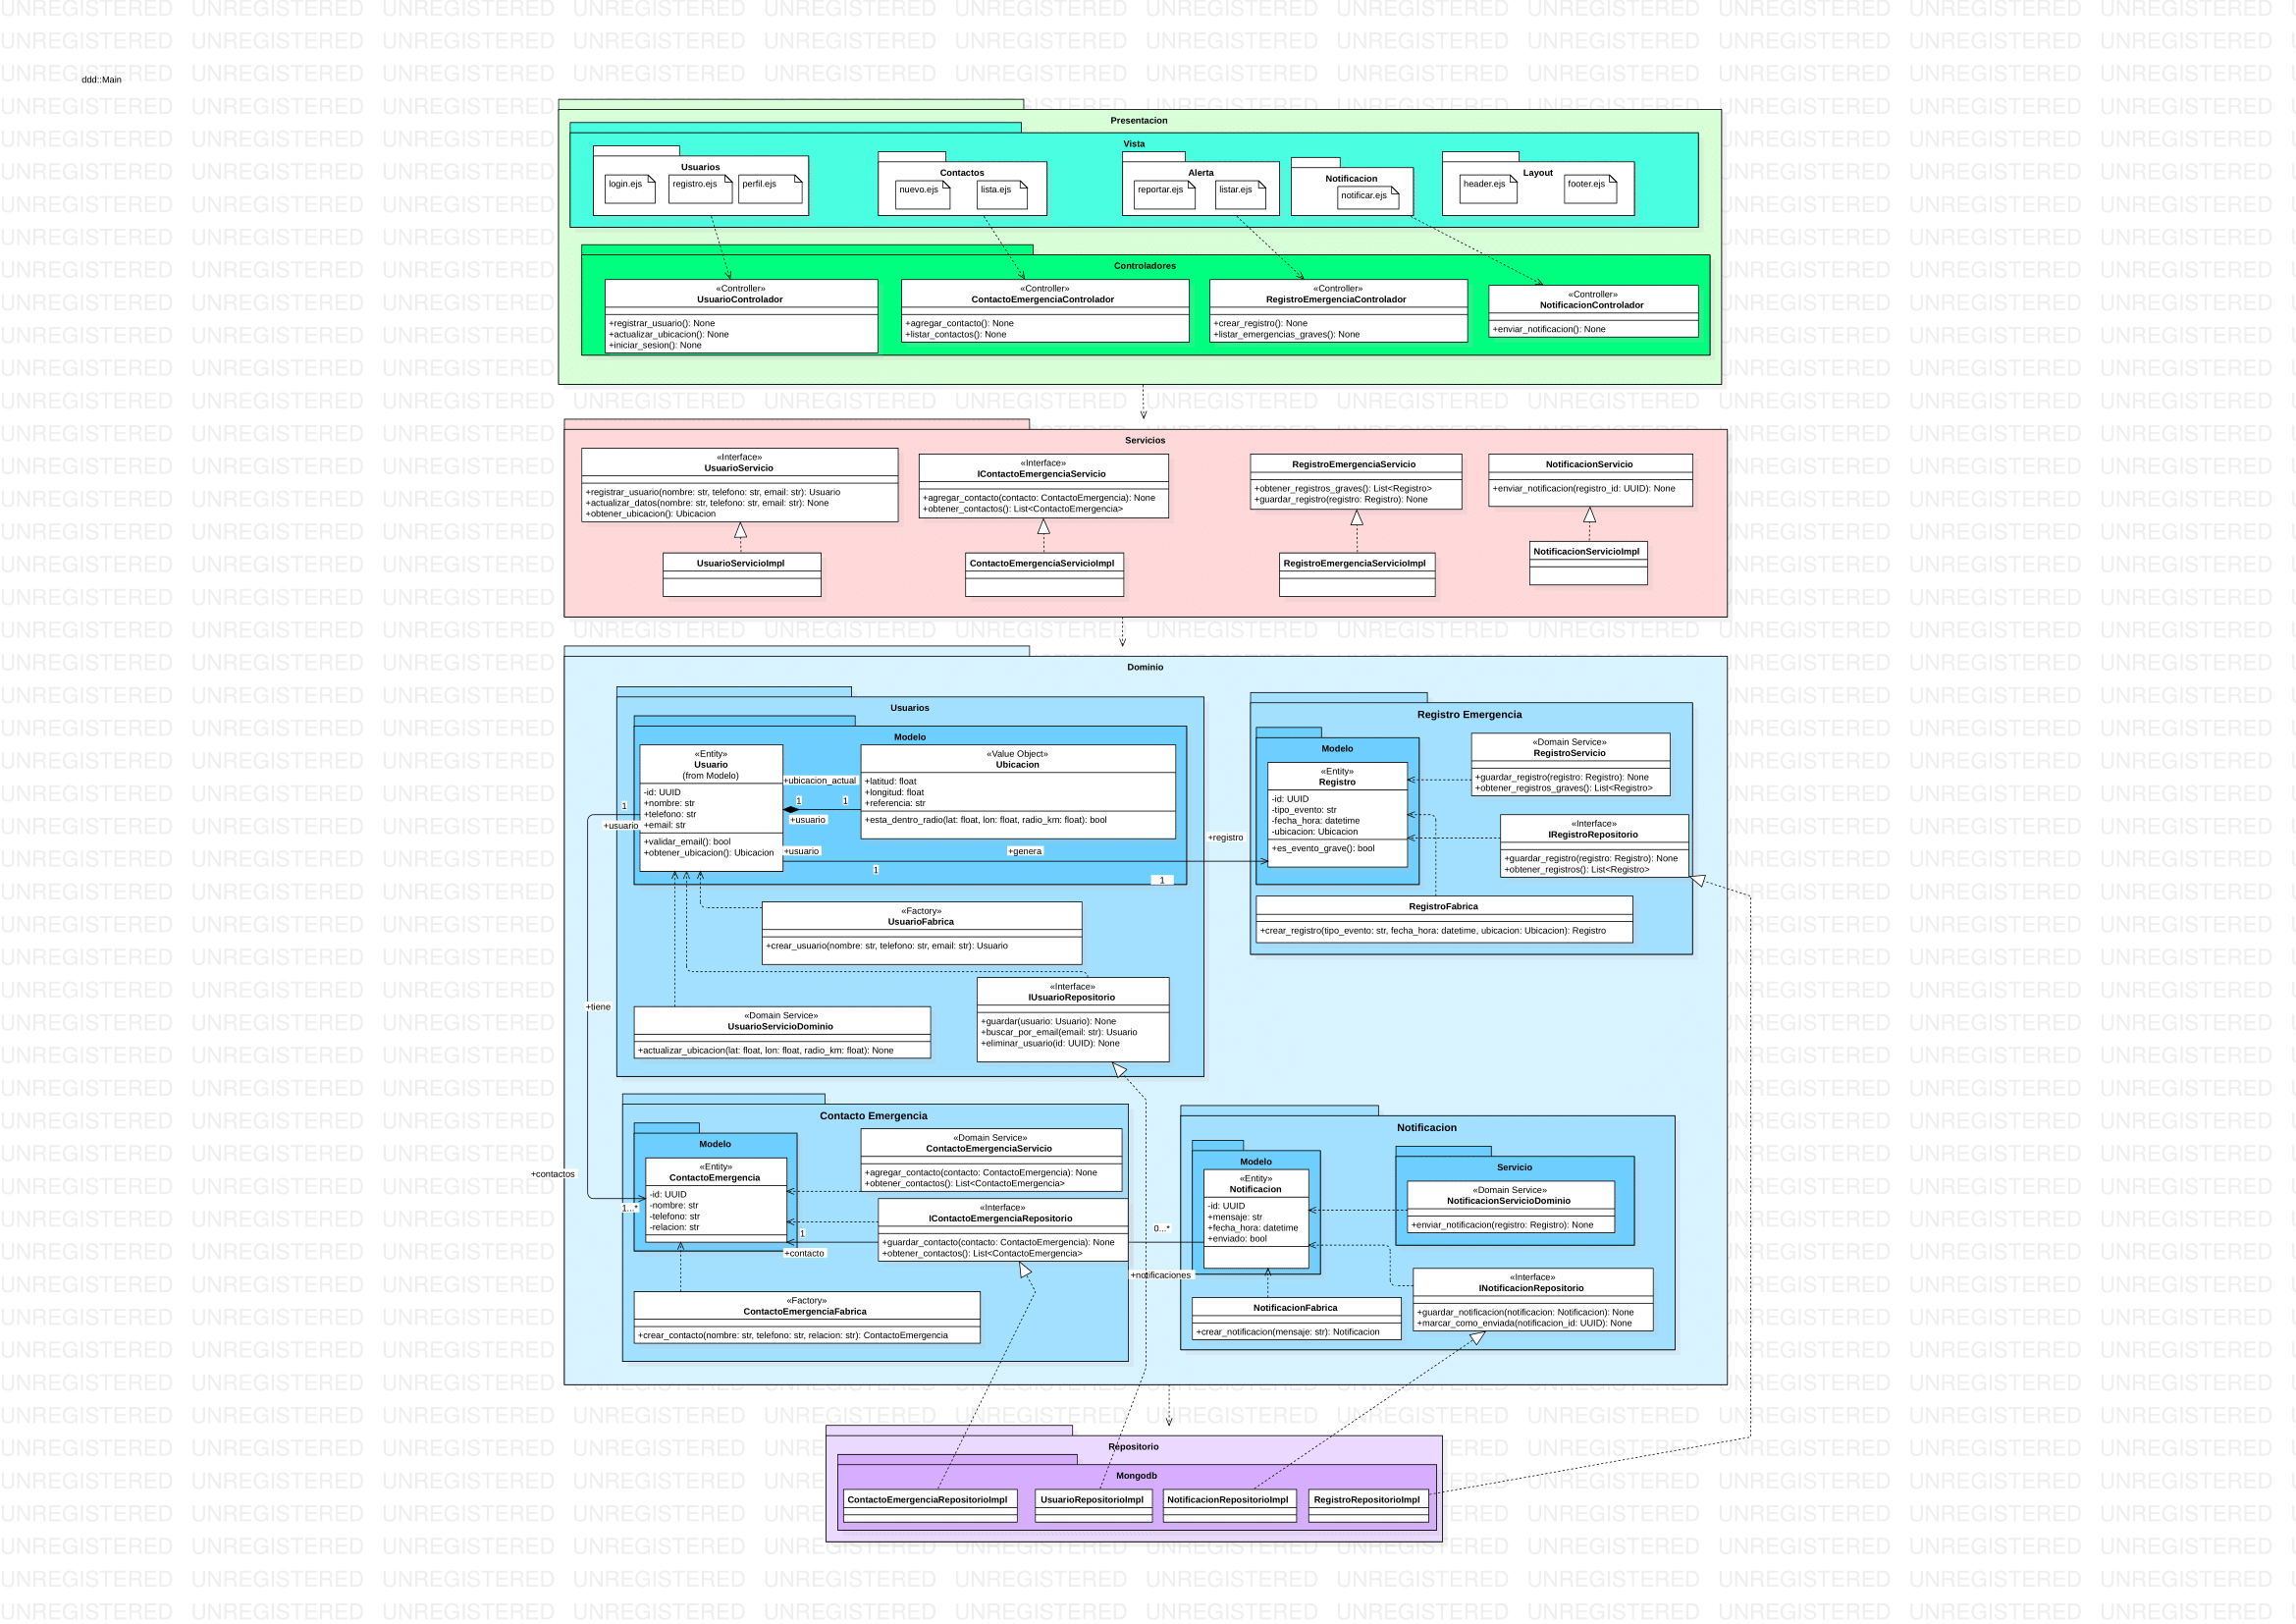 ddd::Main
Presentacion
Vista
Usuarios
login.ejs
registro.ejs
perfil.ejs
Contactos
nuevo.ejs
lista.ejs
Alerta
reportar.ejs
listar.ejs
Notificacion
notificar.ejs
Layout
header.ejs
footer.ejs
Controladores
«Controller»
UsuarioControlador
+registrar_usuario(): None
+actualizar_ubicacion(): None
+iniciar_sesion(): None
«Controller»
ContactoEmergenciaControlador
+agregar_contacto(): None
+listar_contactos(): None
«Controller»
RegistroEmergenciaControlador
+crear_registro(): None
+listar_emergencias_graves(): None
«Controller»
NotificacionControlador
+enviar_notificacion(): None
Servicios
«Interface»
UsuarioServicio
+registrar_usuario(nombre: str, telefono: str, email: str): Usuario
+actualizar_datos(nombre: str, telefono: str, email: str): None
+obtener_ubicacion(): Ubicacion
«Interface»
IContactoEmergenciaServicio
+agregar_contacto(contacto: ContactoEmergencia): None
+obtener_contactos(): List<ContactoEmergencia>
RegistroEmergenciaServicio
+obtener_registros_graves(): List<Registro>
+guardar_registro(registro: Registro): None
NotificacionServicio
+enviar_notificacion(registro_id: UUID): None
UsuarioServicioImpl
ContactoEmergenciaServicioImpl
RegistroEmergenciaServicioImpl
NotificacionServicioImpl
Dominio
Usuarios
Modelo
«Entity»
Usuario
(from Modelo)
-id: UUID
+nombre: str
+telefono: str
+email: str
+validar_email(): bool
+obtener_ubicacion(): Ubicacion
+ubicacion_actual
1
1
+usuario
«Value Object»
Ubicacion
+latitud: float
+longitud: float
+referencia: str
+esta_dentro_radio(lat: float, lon: float, radio_km: float): bool
1
+usuario
+usuario
+genera
+registro
1
1
«Factory»
UsuarioFabrica
+crear_usuario(nombre: str, telefono: str, email: str): Usuario
«Interface»
IUsuarioRepositorio
+guardar(usuario: Usuario): None
+buscar_por_email(email: str): Usuario
+eliminar_usuario(id: UUID): None
+tiene
«Domain Service»
UsuarioServicioDominio
+actualizar_ubicacion(lat: float, lon: float, radio_km: float): None
Registro Emergencia
Modelo
«Entity»
Registro
-id: UUID
-tipo_evento: str
-fecha_hora: datetime
-ubicacion: Ubicacion
+es_evento_grave(): bool
«Domain Service»
RegistroServicio
+guardar_registro(registro: Registro): None
+obtener_registros_graves(): List<Registro>
«Interface»
IRegistroRepositorio
+guardar_registro(registro: Registro): None
+obtener_registros(): List<Registro>
RegistroFabrica
+crear_registro(tipo_evento: str, fecha_hora: datetime, ubicacion: Ubicacion): Registro
Contacto Emergencia
Modelo
+contactos
1...*
«Entity»
ContactoEmergencia
-id: UUID
-nombre: str
-telefono: str
-relacion: str
«Domain Service»
ContactoEmergenciaServicio
+agregar_contacto(contacto: ContactoEmergencia): None
+obtener_contactos(): List<ContactoEmergencia>
«Interface»
IContactoEmergenciaRepositorio
+guardar_contacto(contacto: ContactoEmergencia): None
+obtener_contactos(): List<ContactoEmergencia>
1
+contacto
0...*
+notificaciones
«Factory»
ContactoEmergenciaFabrica
+crear_contacto(nombre: str, telefono: str, relacion: str): ContactoEmergencia
Notificacion
Modelo
«Entity»
Notificacion
-id: UUID
+mensaje: str
+fecha_hora: datetime
+enviado: bool
Servicio
«Domain Service»
NotificacionServicioDominio
+enviar_notificacion(registro: Registro): None
«Interface»
INotificacionRepositorio
+guardar_notificacion(notificacion: Notificacion): None
+marcar_como_enviada(notificacion_id: UUID): None
NotificacionFabrica
+crear_notificacion(mensaje: str): Notificacion
Repositorio
Mongodb
ContactoEmergenciaRepositorioImpl
UsuarioRepositorioImpl
NotificacionRepositorioImpl
RegistroRepositorioImpl
UNREGISTERED